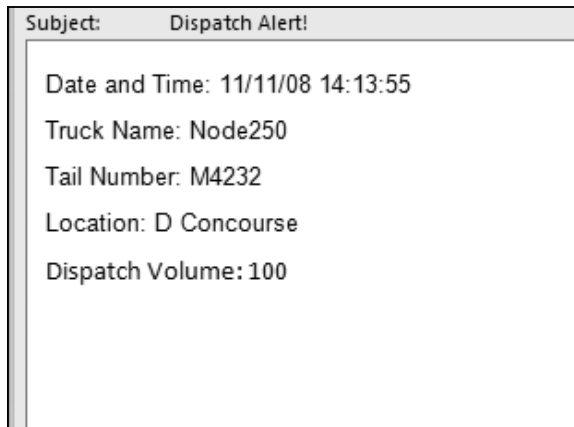 Subject: Dispatch Alert!
Date and Time: 11/11/08 14:13:55
Truck Name: Node250
Tail Number: M4232
Location: D Concourse
Dispatch Volume: 100